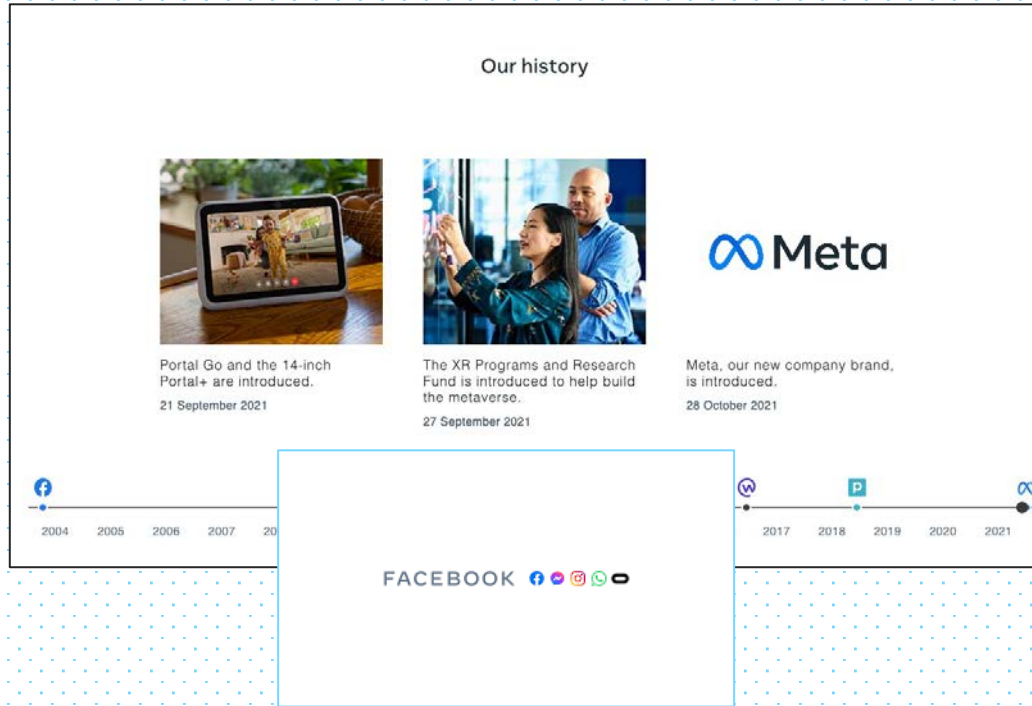 Our history
Meta
Portal Go and the 14-inch
Portal+ are introduced.
21 September 2021
The XR Programs and Research
Fund is introduced to help build
the metaverse.
27 September 2021
Meta, our new company brand,
is introduced.
28 October 2021
2004 2005 2006 2007 20 2017 2018 2019 2020 2021
FACEBOOK